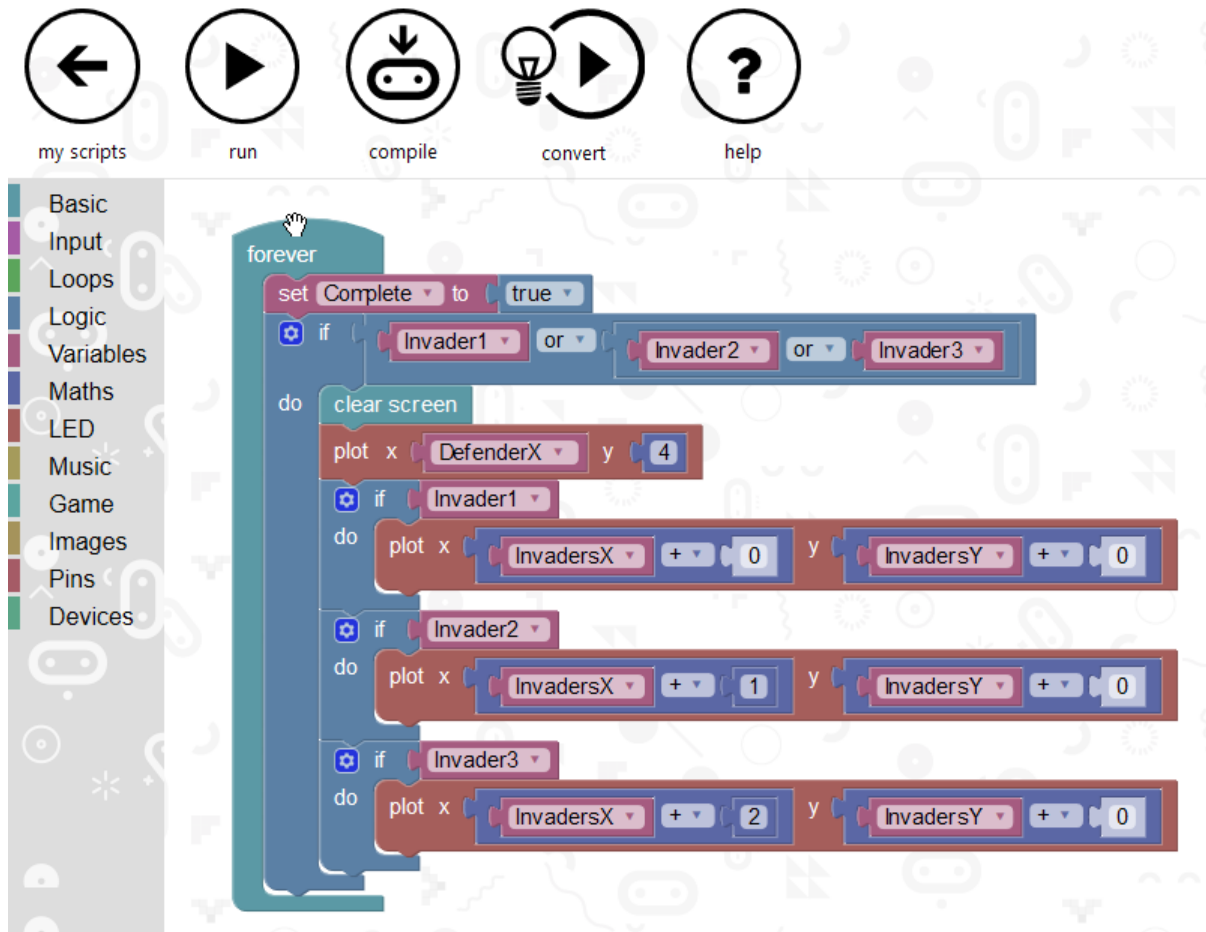 my scripts run compile convert help
Basic
Input
Loops
Logic
Variables
Maths
LED
Music
Game
Images
Pins
Devices
forever
set Complete to true
if Invader1 or Invader2 or Invader3
do clear screen
plot x DefenderX y 4
if Invader1
do plot x InvadersX + 0 y InvadersY + 0
if Invader2
do plot x InvadersX + 1 y InvadersY + 0
if Invader3
do plot x InvadersX + 2 y InvadersY + 0